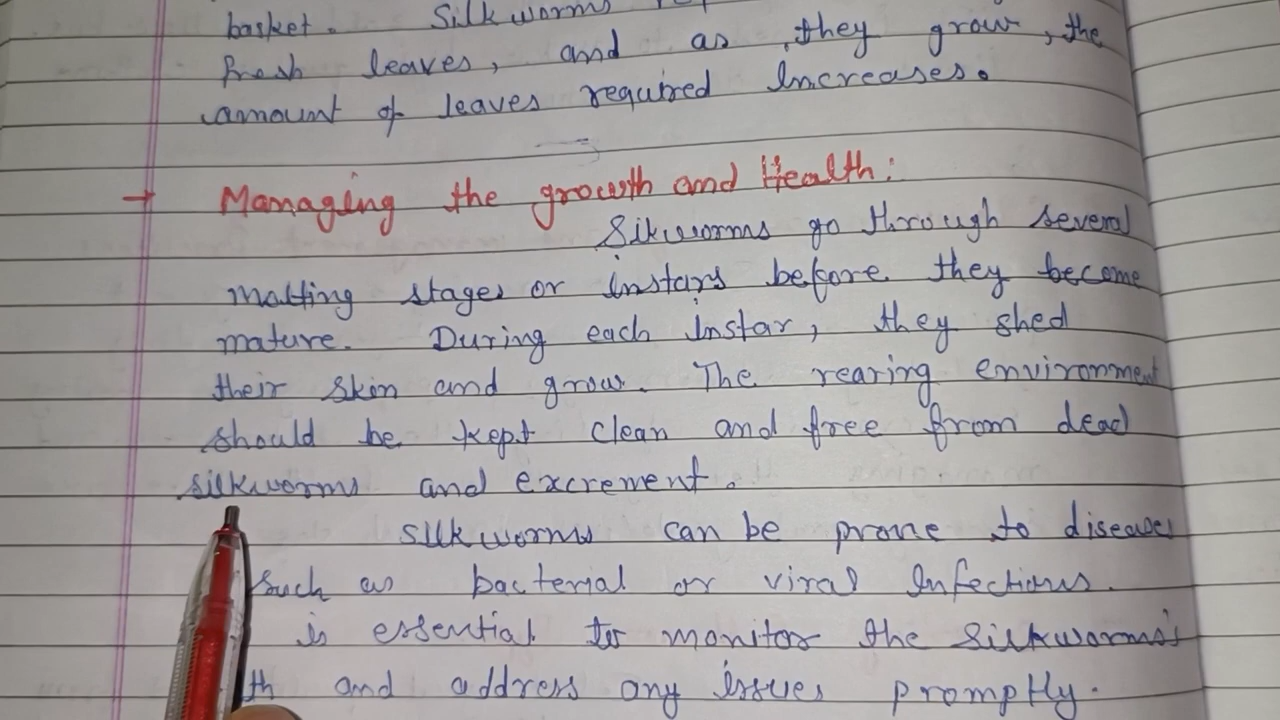 basket. Silkworms
fresh leaves, and as they grow, the
amount of leaves required Increases.
→ Managing the growth and Health:
Silkworms go through several
molting stages or instars before they become
mature. During each Instar, they shed
their skin and grow. The rearing environment
should be kept clean and free from dead
silkworms and excrement.
silkworms can be prone to diseases
such as bacterial or viral Infections.
is essential to monitor the silkworms's
and address any issues promptly.